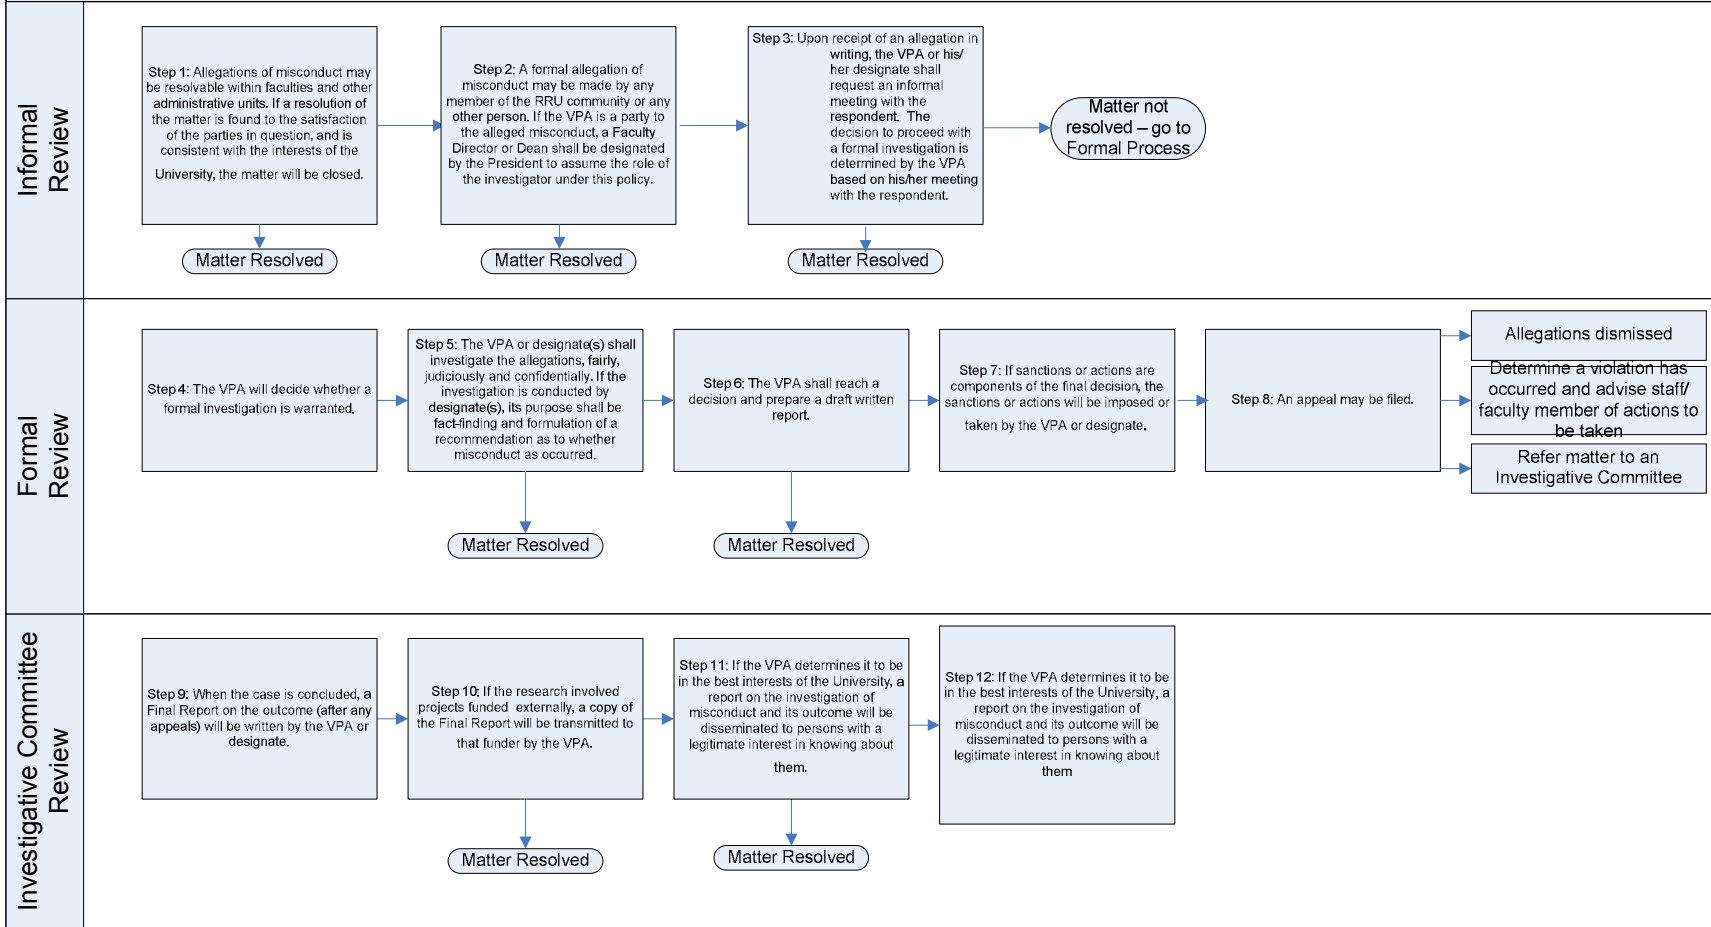 Informal
Review
Step 1: Allegations of misconduct may
be resolvable within faculties and other
administrative units. If a resolution of
the matter is found to the satisfaction
of the parties in question, and is
consistent with the interests of the
University, the matter will be closed.
Matter Resolved
Step 2: A formal allegation of
misconduct may be made by any
member of the RRU community or any
other person. If the VPA is a party to
the alleged misconduct, a Faculty
Director or Dean shall be designated
by the President to assume the role of
the investigator under this policy.
Matter Resolved
Step 3: Upon receipt of an allegation in
writing, the VPA or his/
her designate shall
request an informal
meeting with the
respondent. The
decision to proceed with
a formal investigation is
determined by the VPA
based on his/her meeting
with the respondent.
Matter Resolved
Matter not
resolved – go to
Formal Process
Formal
Review
Step 4: The VPA will decide whether a
formal investigation is warranted.
Step 5: The VPA or designate(s) shall
investigate the allegations, fairly,
judiciously and confidentially. If the
investigation is conducted by
designate(s), its purpose shall be
fact-finding and formulation of a
recommendation as to whether
misconduct as occurred.
Matter Resolved
Step 6: The VPA shall reach a
decision and prepare a draft written
report.
Matter Resolved
Step 7: If sanctions or actions are
components of the final decision, the
sanctions or actions will be imposed or
taken by the VPA or designate.
Step 8: An appeal may be filed.
Allegations dismissed
Determine a violation has
occurred and advise staff/
faculty member of actions to
be taken
Refer matter to an
Investigative Committee
Investigative Committee
Review
Step 9: When the case is concluded, a
Final Report on the outcome (after any
appeals) will be written by the VPA or
designate.
Step 10: If the research involved
projects funded externally, a copy of
the Final Report will be transmitted to
that funder by the VPA.
Matter Resolved
Step 11: If the VPA determines it to be
in the best interests of the University, a
report on the investigation of
misconduct and its outcome will be
disseminated to persons with a
legitimate interest in knowing about
them.
Matter Resolved
Step 12: If the VPA determines it to be
in the best interests of the University, a
report on the investigation of
misconduct and its outcome will be
disseminated to persons with a
legitimate interest in knowing about
them